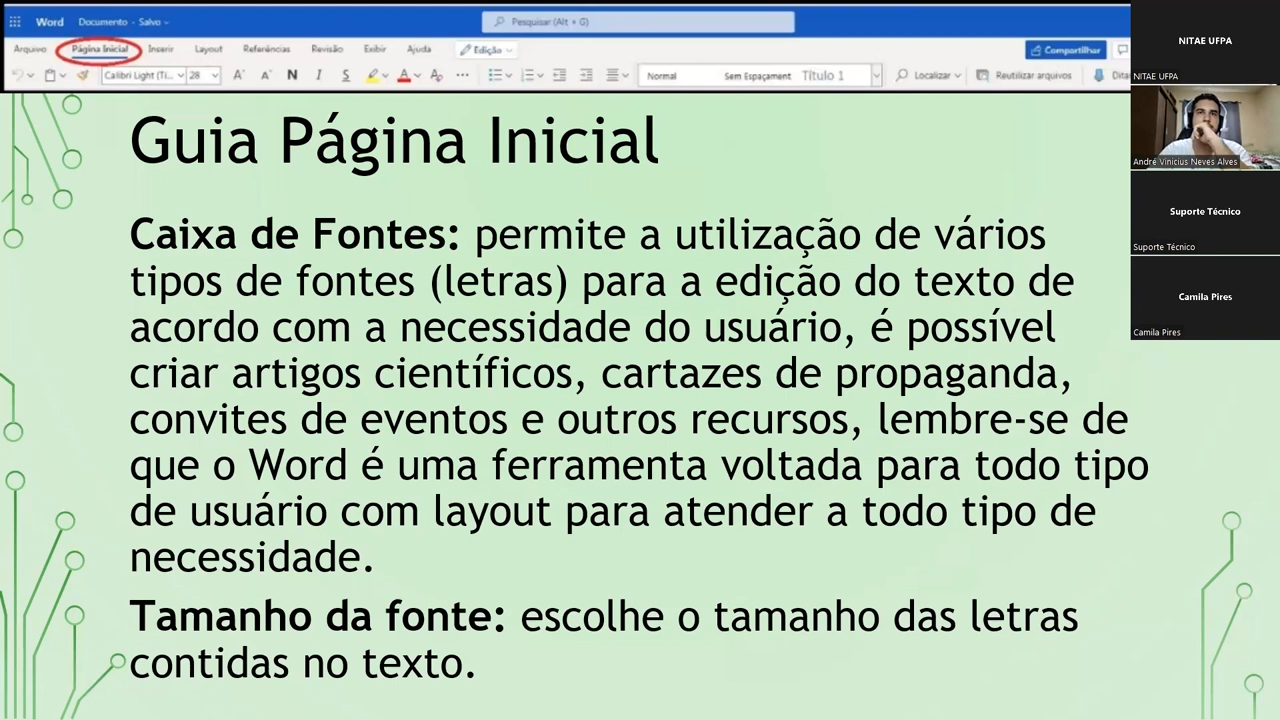 Word Documento - Salvo Pesquisar (Alt + G)
Arquivo Página Inicial Inserir Layout Referências Revisão Exibir Ajuda Edição Compartilhar
Calibri Light (Tí... 28 N I S Normal Sem Espaçament Título 1 Localizar Reutilizar arquivos
Guia Página Inicial
Caixa de Fontes: permite a utilização de vários
tipos de fontes (letras) para a edição do texto de
acordo com a necessidade do usuário, é possível
criar artigos científicos, cartazes de propaganda,
convites de eventos e outros recursos, lembre-se de
que o Word é uma ferramenta voltada para todo tipo
de usuário com layout para atender a todo tipo de
necessidade.
Tamanho da fonte: escolhe o tamanho das letras
contidas no texto.
NITAE UFPA
NITAE UFPA
André Vinicius Neves Alves
Suporte Técnico
Suporte Técnico
Camila Pires
Camila Pires